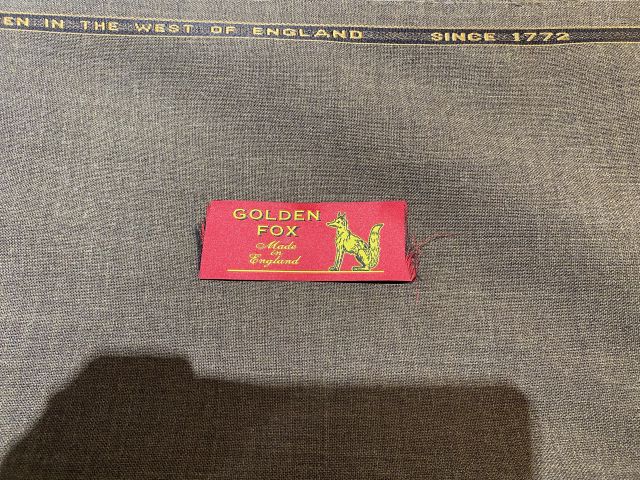 EN IN THE WEST OF ENGLAND SINCE 1772
GOLDEN
FOX
Made
in
England